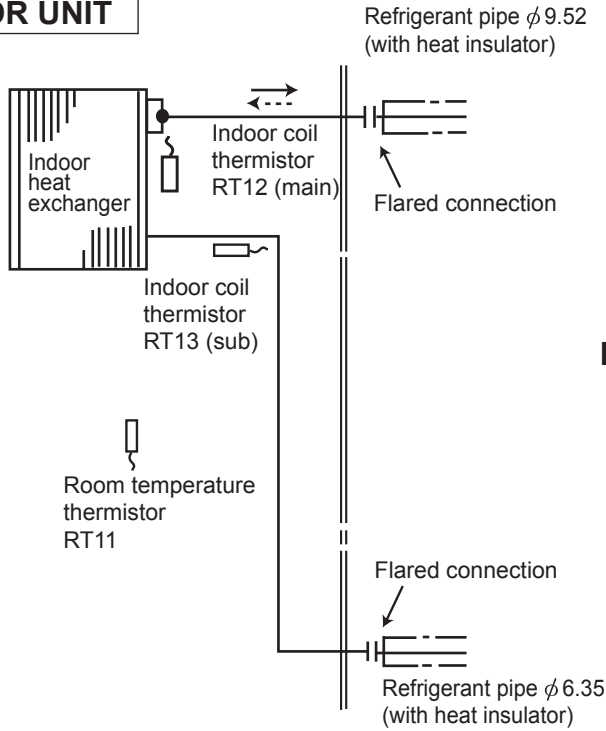 UNIT
Refrigerant pipe ϕ9.52
(with heat insulator)
Indoor
heat
exchanger
Indoor coil
thermistor
RT12 (main)
Flared connection
Indoor coil
thermistor
RT13 (sub)
Room temperature
thermistor
RT11
Flared connection
Refrigerant pipe ϕ6.35
(with heat insulator)